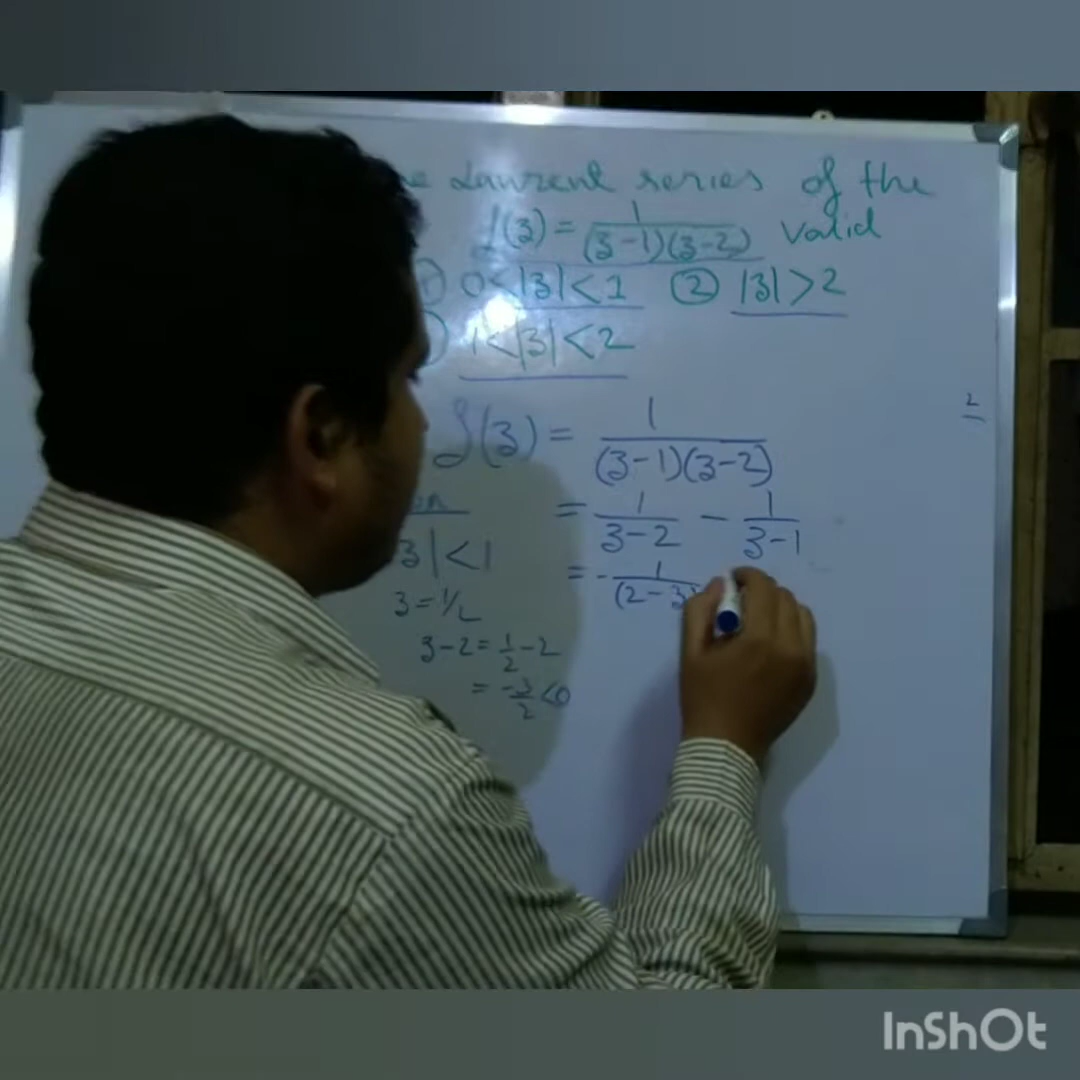 Laurent series of the
f(z) = 1/((z-1)(z-2)) valid
0<|z|<1 ② |z|>2
1<|z|<2
f(z) = 1/((z-1)(z-2))
= 1/(z-2) - 1/(z-1)
z|<1
= - 1/(2-z)
z = 1/2
z-2 = 1/2 - 2
= -3/2 <0
2
InShOt